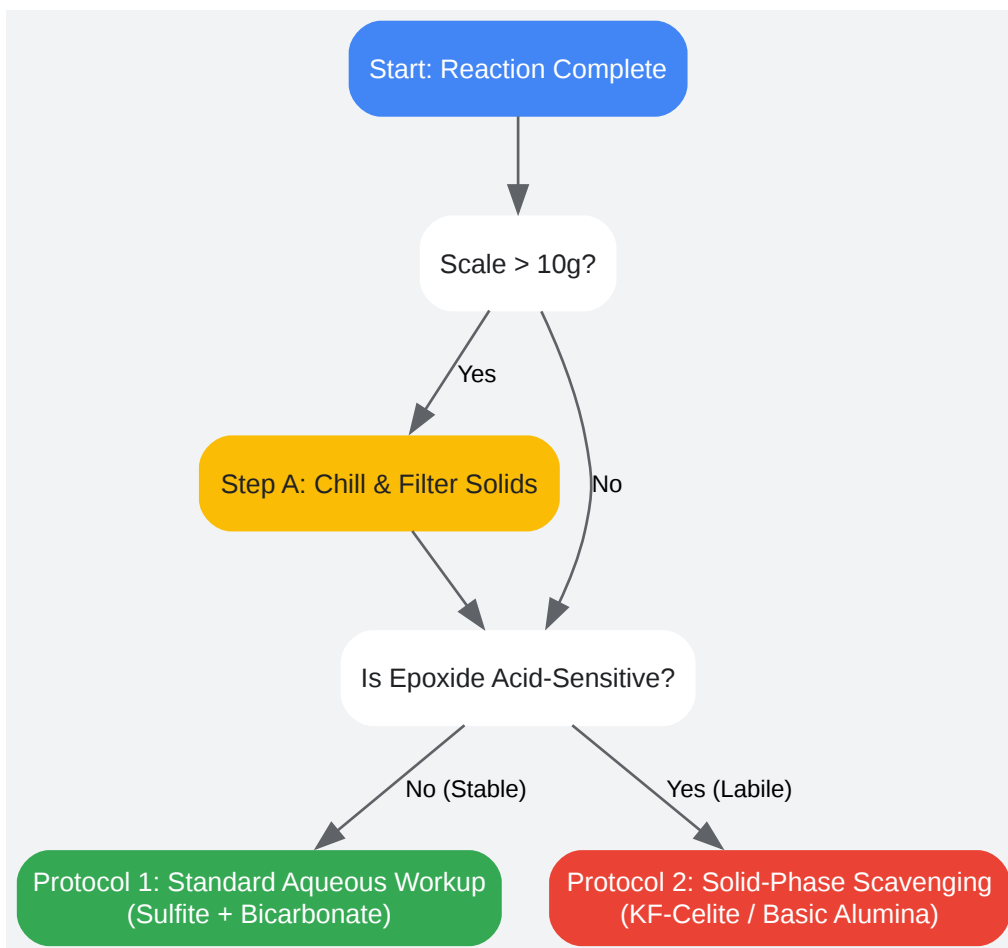 Start: Reaction Complete
Scale > 10g?
Yes
Step A: Chill & Filter Solids
No
Is Epoxide Acid-Sensitive?
No (Stable)
Yes (Labile)
Protocol 1: Standard Aqueous Workup
(Sulfite + Bicarbonate)
Protocol 2: Solid-Phase Scavenging
(KF-Celite / Basic Alumina)